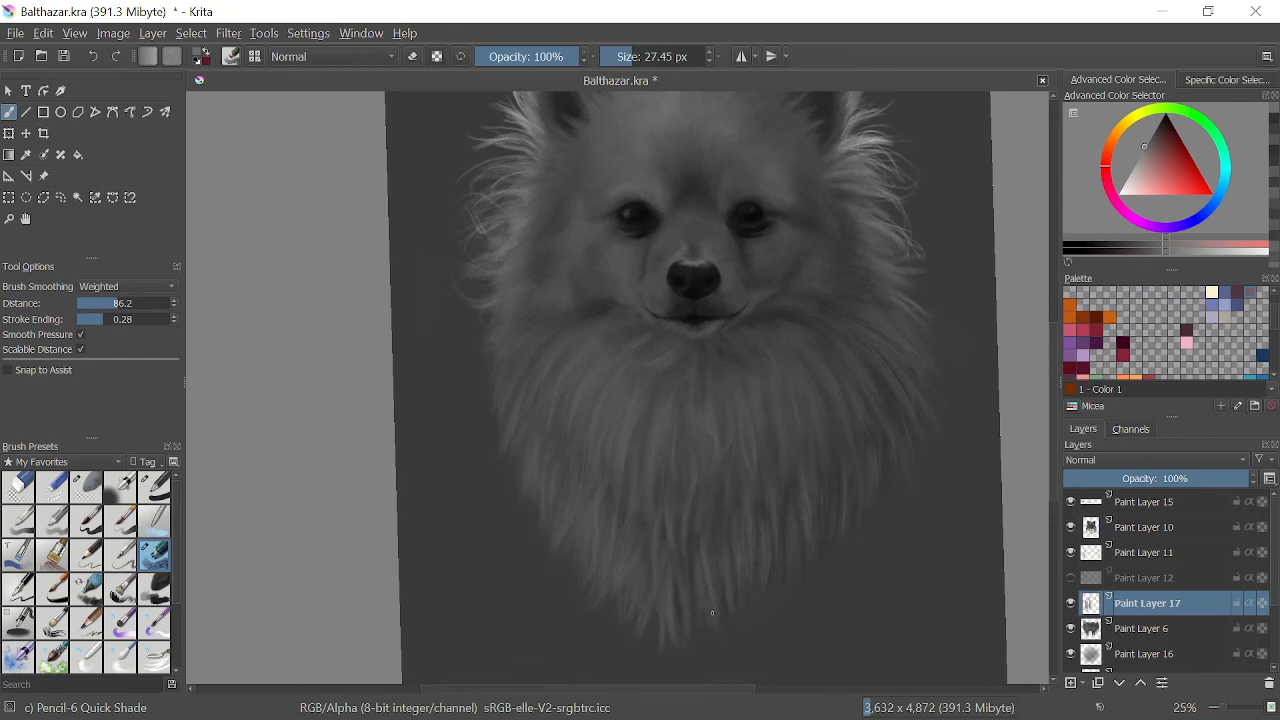 Balthazar.kra (391.3 Mibyte) * - Krita
File Edit View Image Layer Select Filter Tools Settings Window Help
Normal Opacity: 100% Size: 27.45 px
Balthazar.kra *
Advanced Color Selec... Specific Color Selec...
Advanced Color Selector
Tool Options
Brush Smoothing Weighted
Distance: 86.2
Stroke Ending: 0.28
Smooth Pressure
Scalable Distance
Snap to Assist
Brush Presets
My Favorites Tag
Search
c) Pencil-6 Quick Shade RGB/Alpha (8-bit integer/channel) sRGB-elle-V2-srgbtrc.icc 3,632 x 4,872 (391.3 Mibyte) 25%
Palette
1 - Color 1
Micea
Layers Channels
Layers
Normal
Opacity: 100%
Paint Layer 15
Paint Layer 10
Paint Layer 11
Paint Layer 12
Paint Layer 17
Paint Layer 6
Paint Layer 16